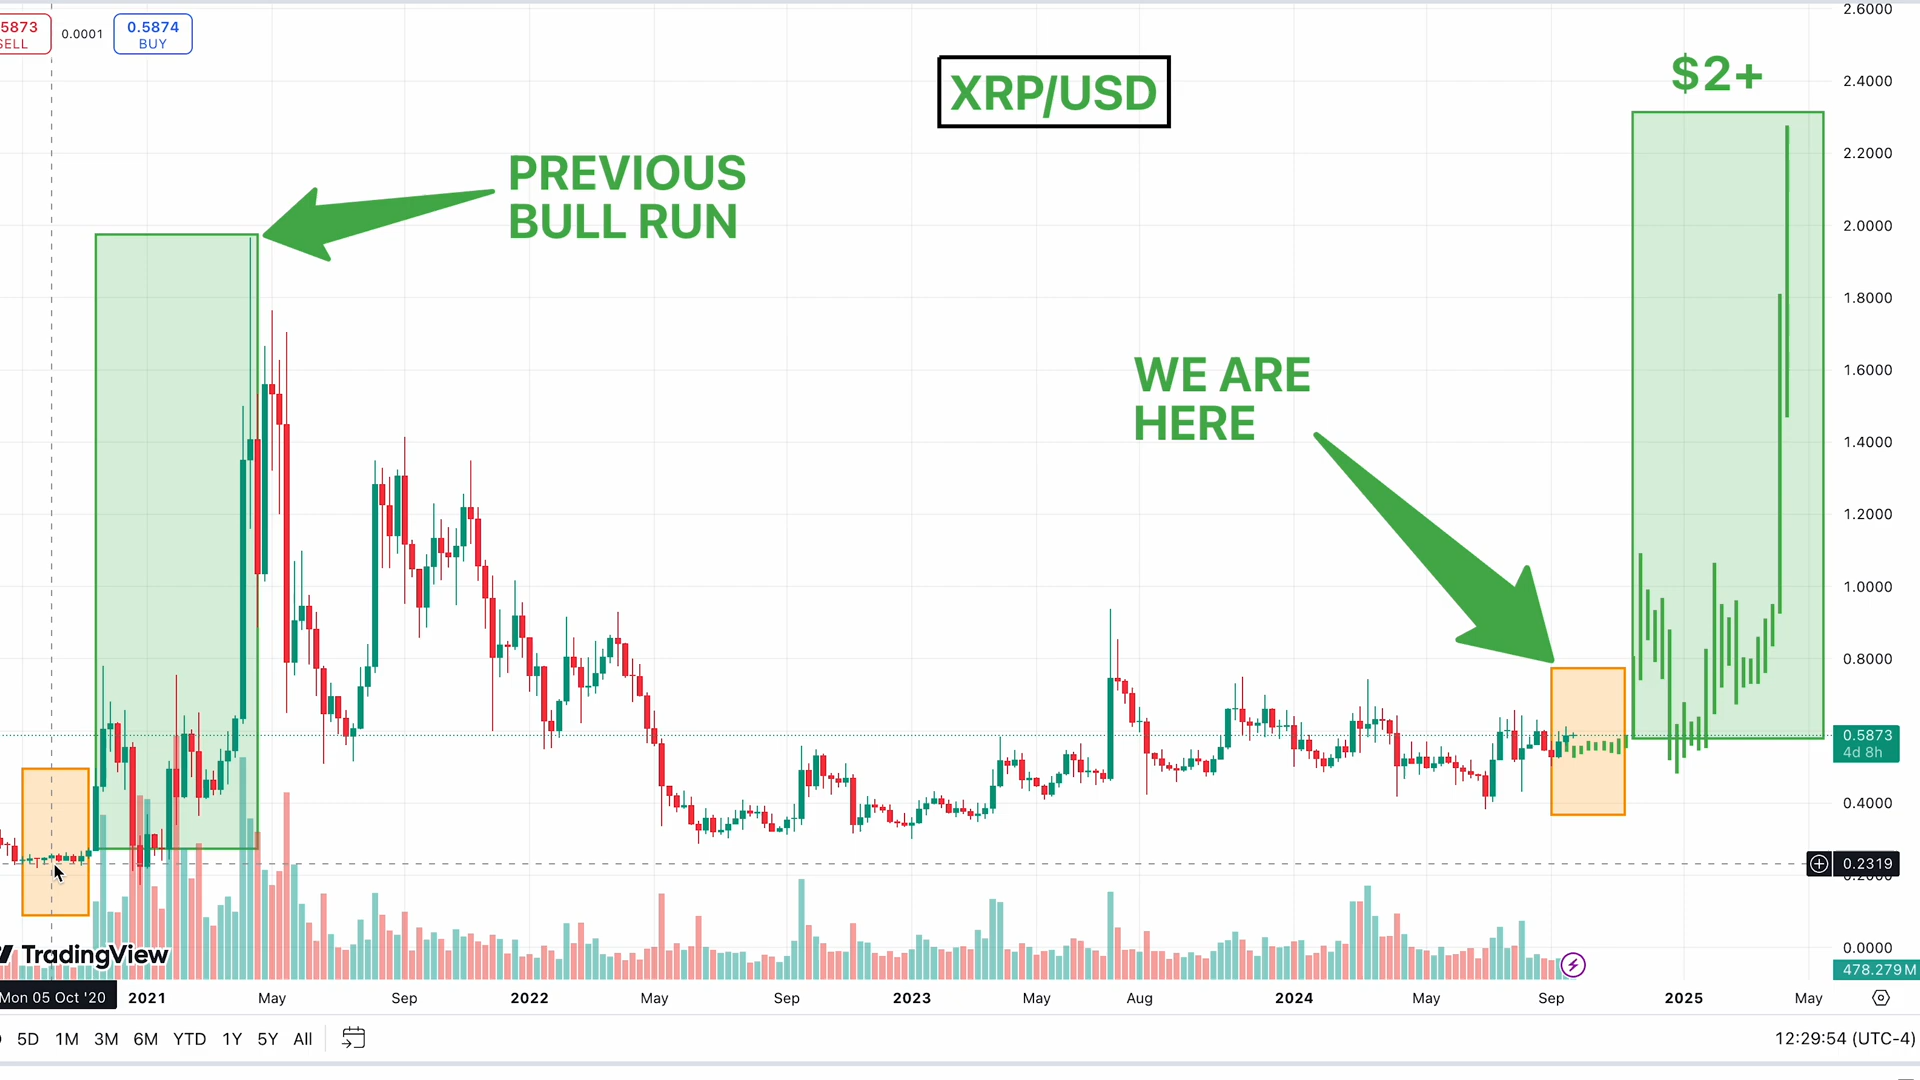 5873
SELL
0.0001
0.5874
BUY
XRP/USD
$2+
PREVIOUS
BULL RUN
WE ARE
HERE
2.6000
2.4000
2.2000
2.0000
1.8000
1.6000
1.4000
1.2000
1.0000
0.8000
0.5873
4d 8h
0.4000
0.2319
0.2000
0.0000
478.279M
TradingView
Mon 05 Oct '20
2021
May
Sep
2022
May
Sep
2023
May
Aug
2024
May
Sep
2025
May
5D
1M
3M
6M
YTD
1Y
5Y
All
12:29:54 (UTC-4)